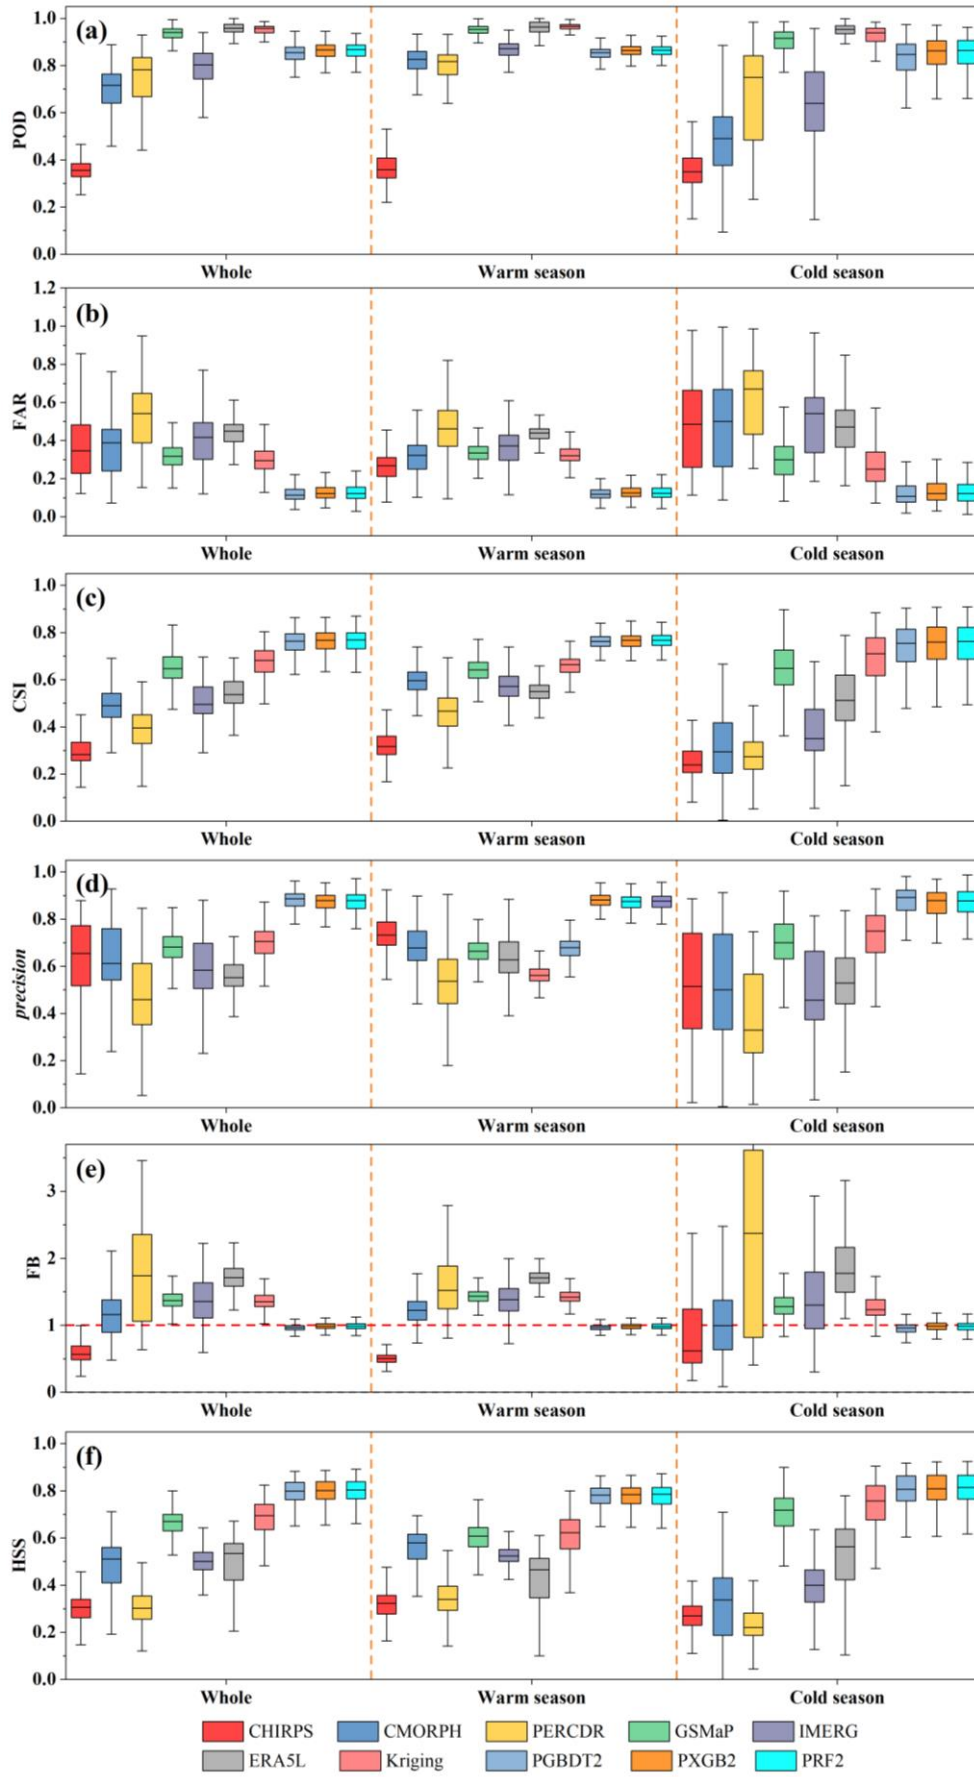 (a)
POD
1.0
0.8
0.6
0.4
0.2
0.0
Whole Warm season Cold season
(b)
FAR
1.2
1.0
0.8
0.6
0.4
0.2
0.0
Whole Warm season Cold season
(c)
CSI
1.0
0.8
0.6
0.4
0.2
0.0
Whole Warm season Cold season
(d)
precision
1.0
0.8
0.6
0.4
0.2
0.0
Whole Warm season Cold season
(e)
FB
3
2
1
0
Whole Warm season Cold season
(f)
HSS
1.0
0.8
0.6
0.4
0.2
0.0
Whole Warm season Cold season
CHIRPS CMORPH PERCDR GSMaP IMERG
ERA5L Kriging PGBDT2 PXGB2 PRF2